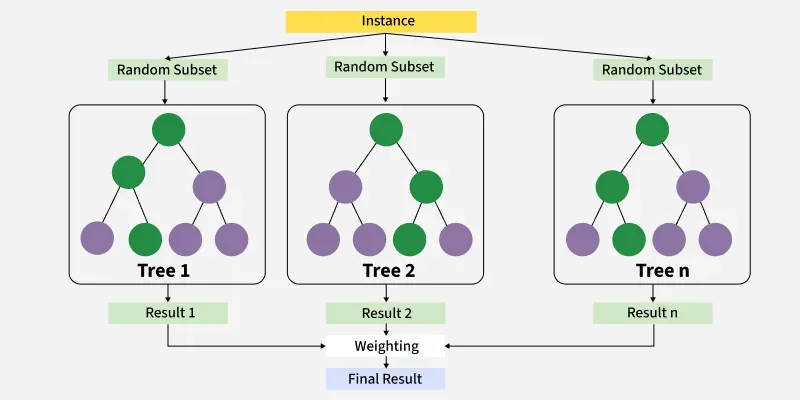 Instance
Random Subset
Random Subset
Random Subset
Tree 1
Tree 2
Tree n
Result 1
Result 2
Result n
Weighting
Final Result